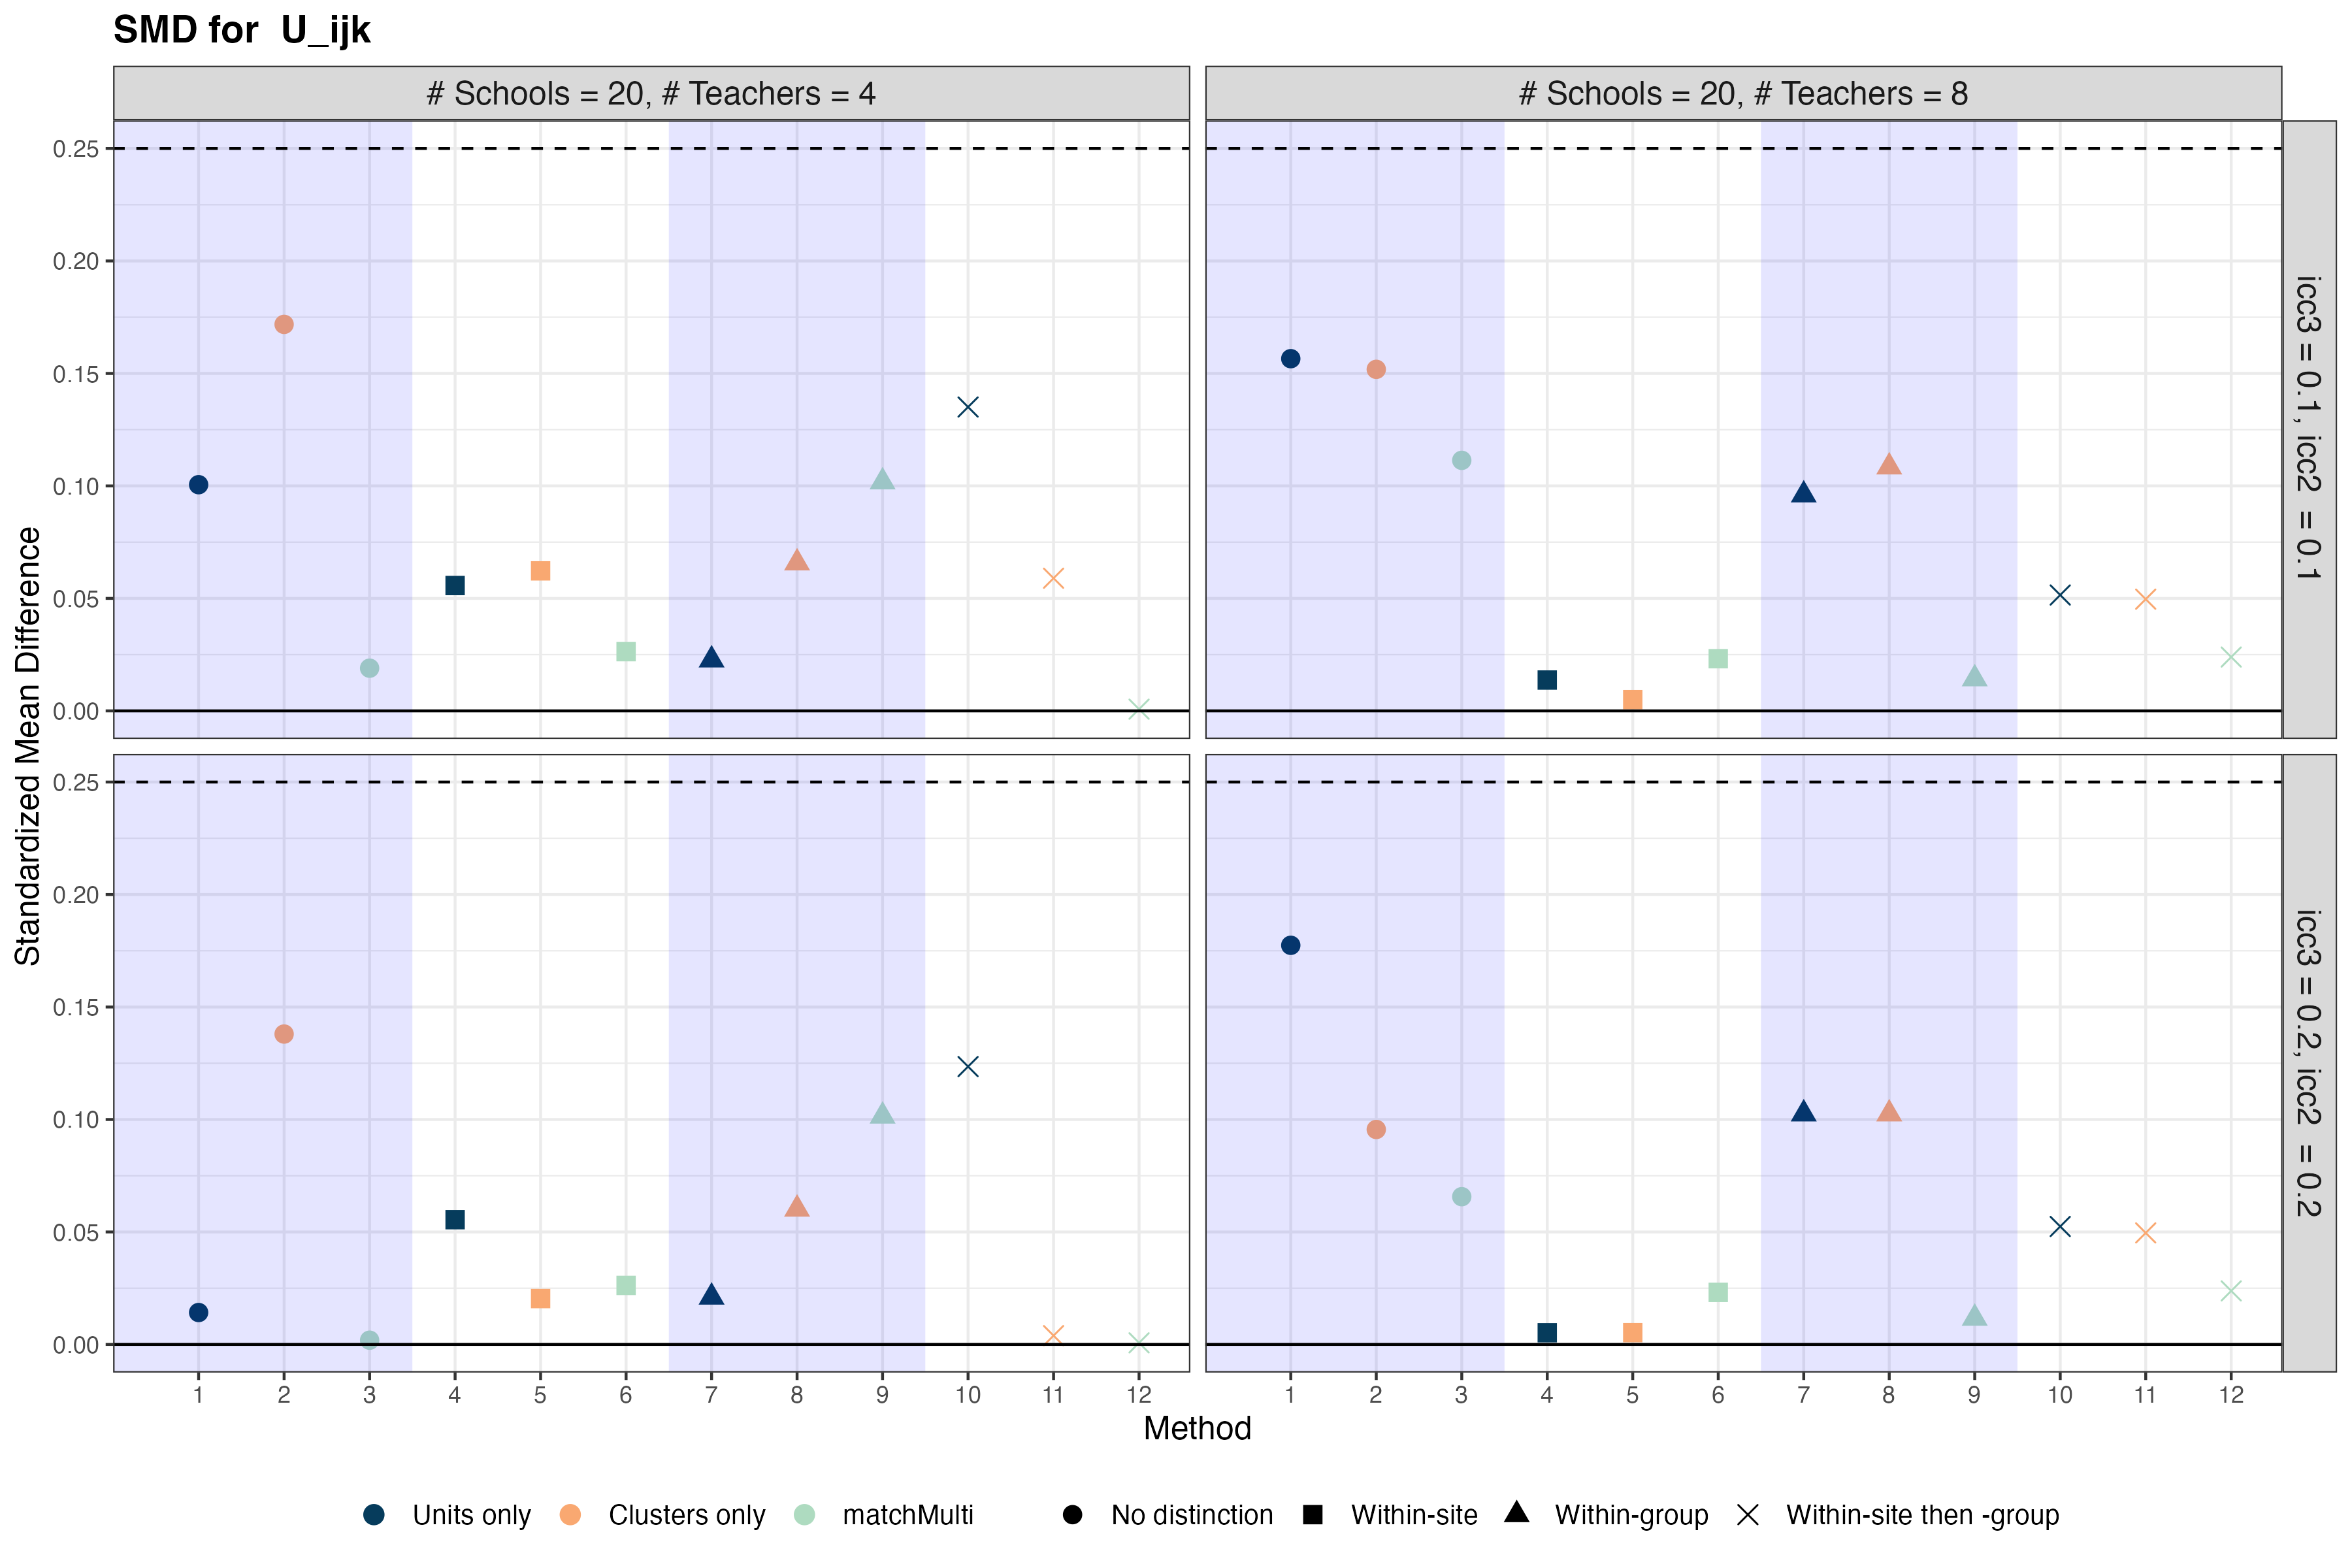 SMD for  U_ijk
# Schools = 20, # Teachers = 4
# Schools = 20, # Teachers = 8
0.25
0.20
0.15
0.10
0.05
0.00
icc3 = 0.1, icc2  = 0.1
Standardized Mean Difference
0.25
0.20
0.15
0.10
0.05
0.00
icc3 = 0.2, icc2  = 0.2
1 2 3 4 5 6 7 8 9 10 11 12
1 2 3 4 5 6 7 8 9 10 11 12
Method
Units only Clusters only matchMulti No distinction Within-site Within-group Within-site then -group